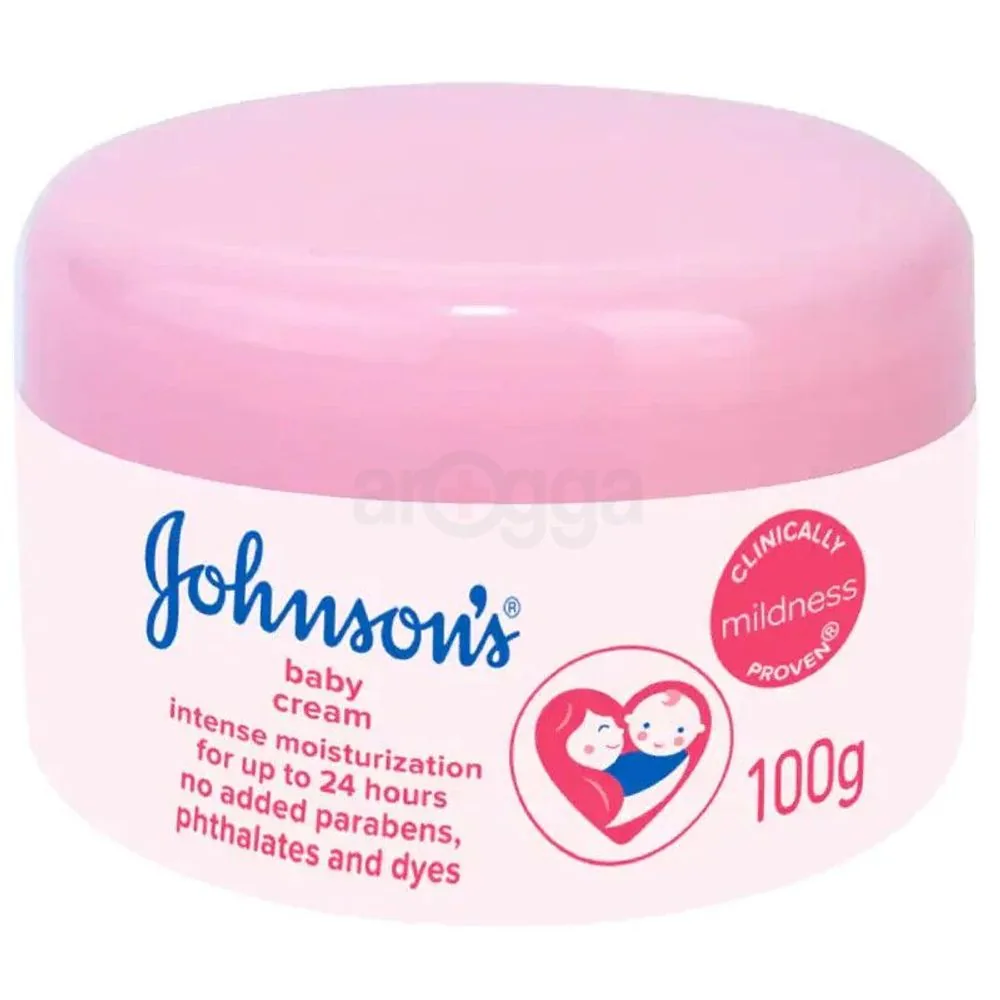 arogga
Johnson's®
baby
cream
intense moisturization
for up to 24 hours
no added parabens,
phthalates and dyes
CLINICALLY
mildness
PROVEN®
100g